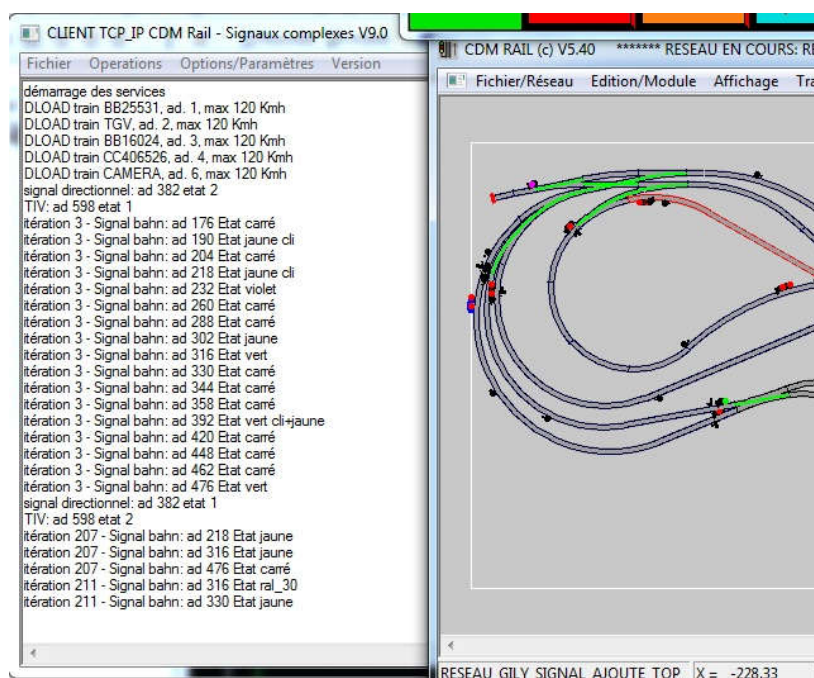 CLIENT TCP_IP CDM Rail - Signaux complexes V9.0
Fichier Operations Options/Paramètres Version
démarrage des services
DLOAD train BB25531, ad. 1, max 120 Kmh
DLOAD train TGV, ad. 2, max 120 Kmh
DLOAD train BB16024, ad. 3, max 120 Kmh
DLOAD train CC406526, ad. 4, max 120 Kmh
DLOAD train CAMERA, ad. 6, max 120 Kmh
signal directionnel: ad 382 etat 2
TIV: ad 598 etat 1
itération 3 - Signal bahn: ad 176 Etat carré
itération 3 - Signal bahn: ad 190 Etat jaune cli
itération 3 - Signal bahn: ad 204 Etat carré
itération 3 - Signal bahn: ad 218 Etat jaune cli
itération 3 - Signal bahn: ad 232 Etat violet
itération 3 - Signal bahn: ad 260 Etat carré
itération 3 - Signal bahn: ad 288 Etat carré
itération 3 - Signal bahn: ad 302 Etat jaune
itération 3 - Signal bahn: ad 316 Etat vert
itération 3 - Signal bahn: ad 330 Etat carré
itération 3 - Signal bahn: ad 344 Etat carré
itération 3 - Signal bahn: ad 358 Etat carré
itération 3 - Signal bahn: ad 392 Etat vert cli+jaune
itération 3 - Signal bahn: ad 420 Etat carré
itération 3 - Signal bahn: ad 448 Etat carré
itération 3 - Signal bahn: ad 462 Etat carré
itération 3 - Signal bahn: ad 476 Etat vert
signal directionnel: ad 382 etat 1
TIV: ad 598 etat 2
itération 207 - Signal bahn: ad 218 Etat jaune
itération 207 - Signal bahn: ad 316 Etat jaune
itération 207 - Signal bahn: ad 476 Etat carré
itération 211 - Signal bahn: ad 316 Etat ral_30
itération 211 - Signal bahn: ad 330 Etat jaune
CDM RAIL (c) V5.40 ******* RESEAU EN COURS: RE
Fichier/Réseau Edition/Module Affichage Tra
RESEAU_GILY_SIGNAL_AJOUTE_TOP X = -228.33